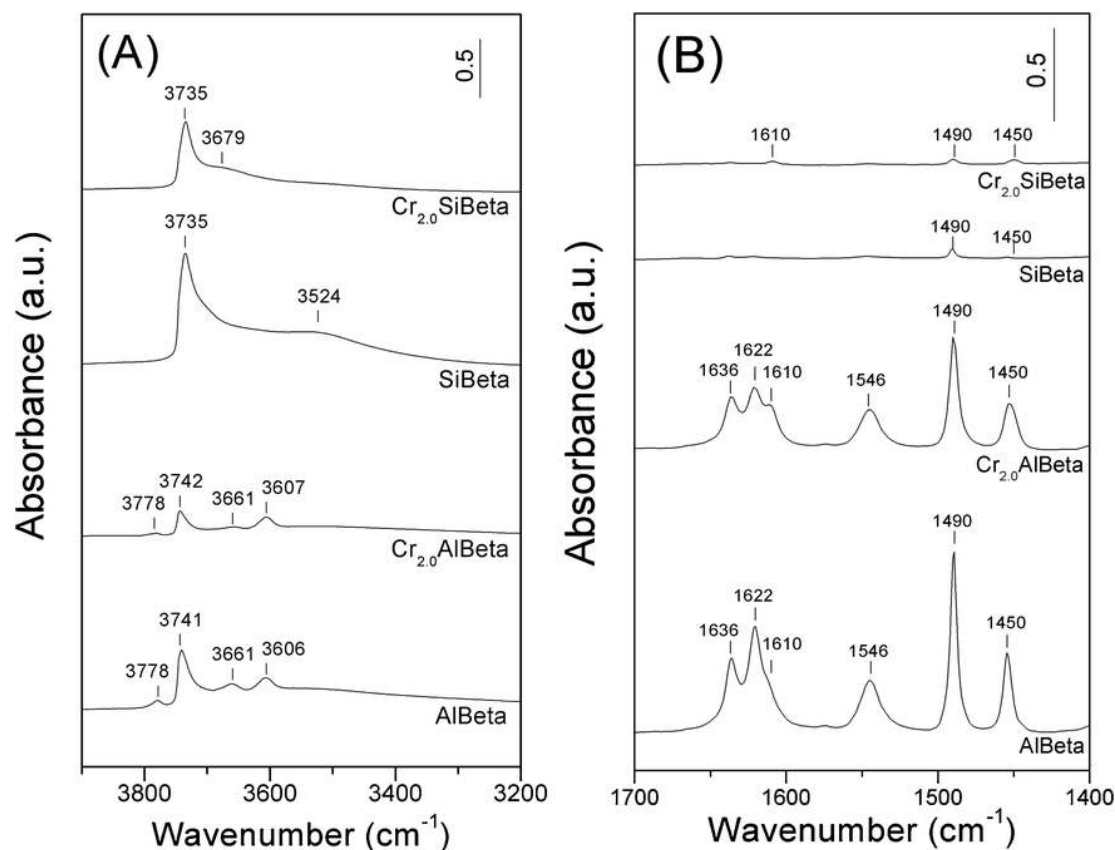 (A)
0.5
3735
3679
Cr2.0SiBeta
3735
3524
SiBeta
3778
3742
3661
3607
Cr2.0AlBeta
3778
3741
3661
3606
AlBeta
3800
3600
3400
3200
Wavenumber (cm-1)
Absorbance (a.u.)
(B)
0.5
1610
1490
1450
Cr2.0SiBeta
1490
1450
SiBeta
1636
1622
1610
1546
1490
1450
Cr2.0AlBeta
1636
1622
1610
1546
1490
1450
AlBeta
1700
1600
1500
1400
Wavenumber (cm-1)
Absorbance (a.u.)